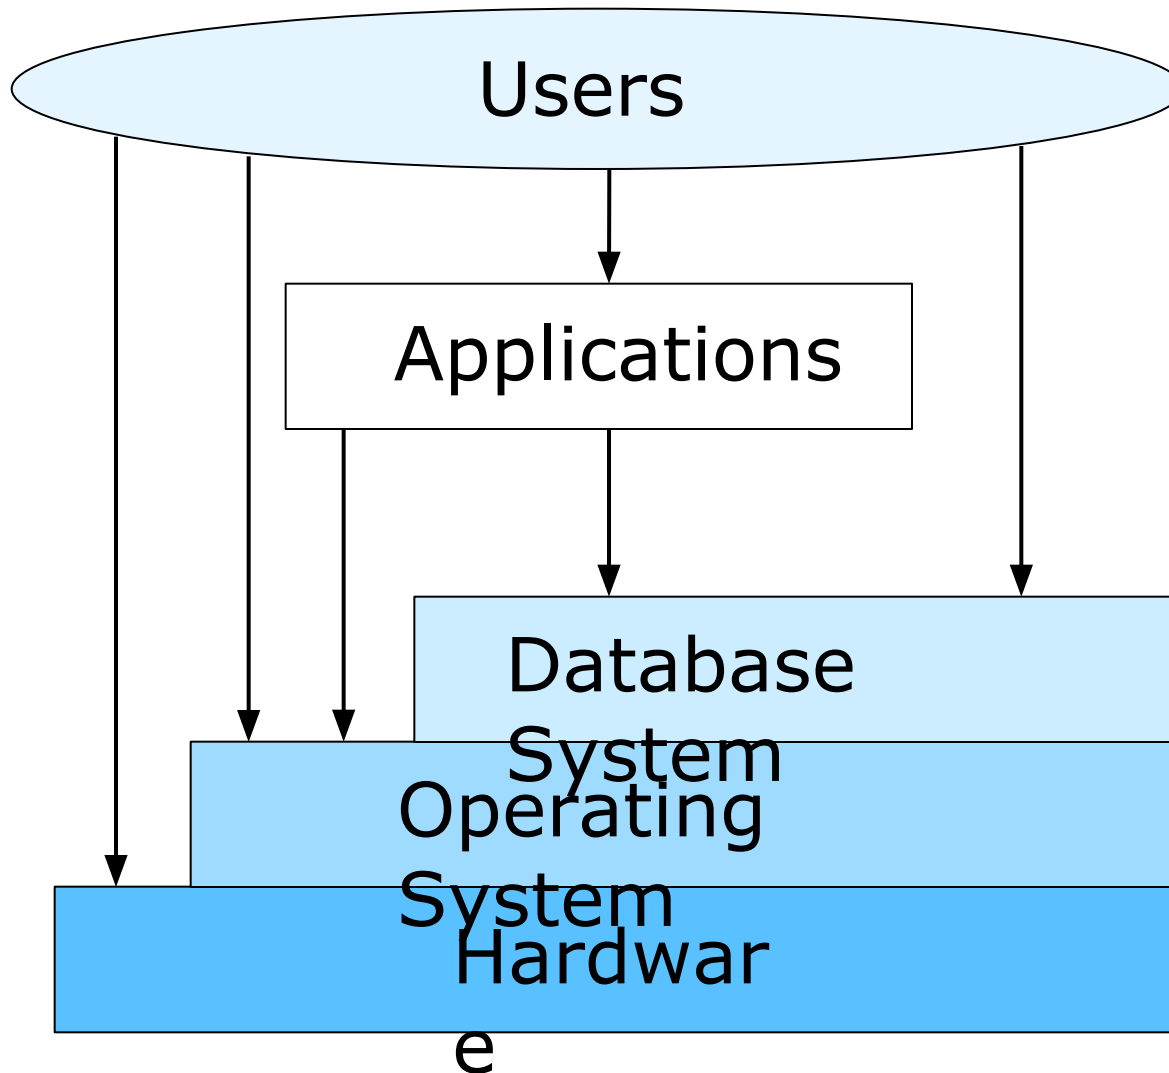 Users
Applications
Database
System
Operating
System
Hardwar
e